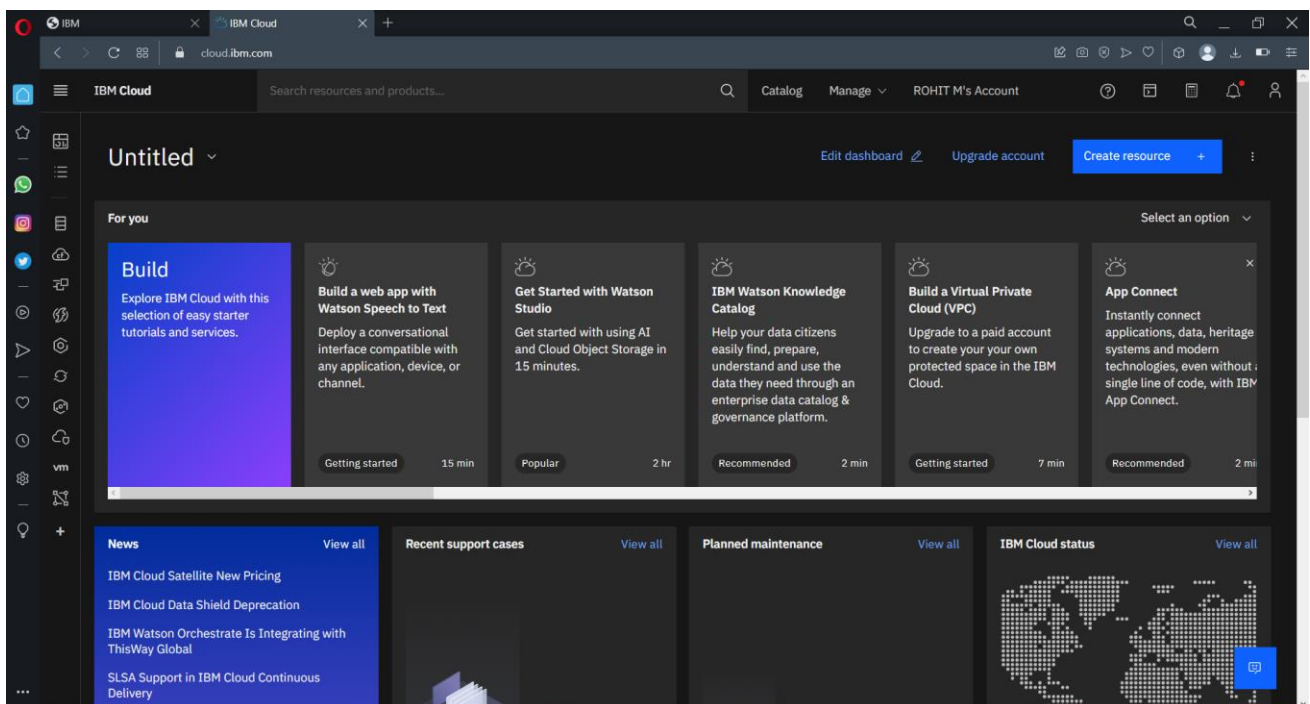 IBM
IBM Cloud
cloud.ibm.com
IBM Cloud
Search resources and products...
Catalog
Manage
ROHIT M's Account
Untitled
Edit dashboard
Upgrade account
Create resource +
For you
Select an option
Build
Explore IBM Cloud with this
selection of easy starter
tutorials and services.
Build a web app with
Watson Speech to Text
Deploy a conversational
interface compatible with
any application, device, or
channel.
Getting started
15 min
Get Started with Watson
Studio
Get started with using AI
and Cloud Object Storage in
15 minutes.
Popular
2 hr
IBM Watson Knowledge
Catalog
Help your data citizens
easily find, prepare,
understand and use the
data they need through an
enterprise data catalog &
governance platform.
Recommended
2 min
Build a Virtual Private
Cloud (VPC)
Upgrade to a paid account
to create your your own
protected space in the IBM
Cloud.
Getting started
7 min
App Connect
Instantly connect
applications, data, heritage
systems and modern
technologies, even without
single line of code, with IBM
App Connect.
Recommended
2 mi
vm
News
View all
IBM Cloud Satellite New Pricing
IBM Cloud Data Shield Deprecation
IBM Watson Orchestrate Is Integrating with
ThisWay Global
SLSA Support in IBM Cloud Continuous
Delivery
Recent support cases
View all
Planned maintenance
View all
IBM Cloud status
View all